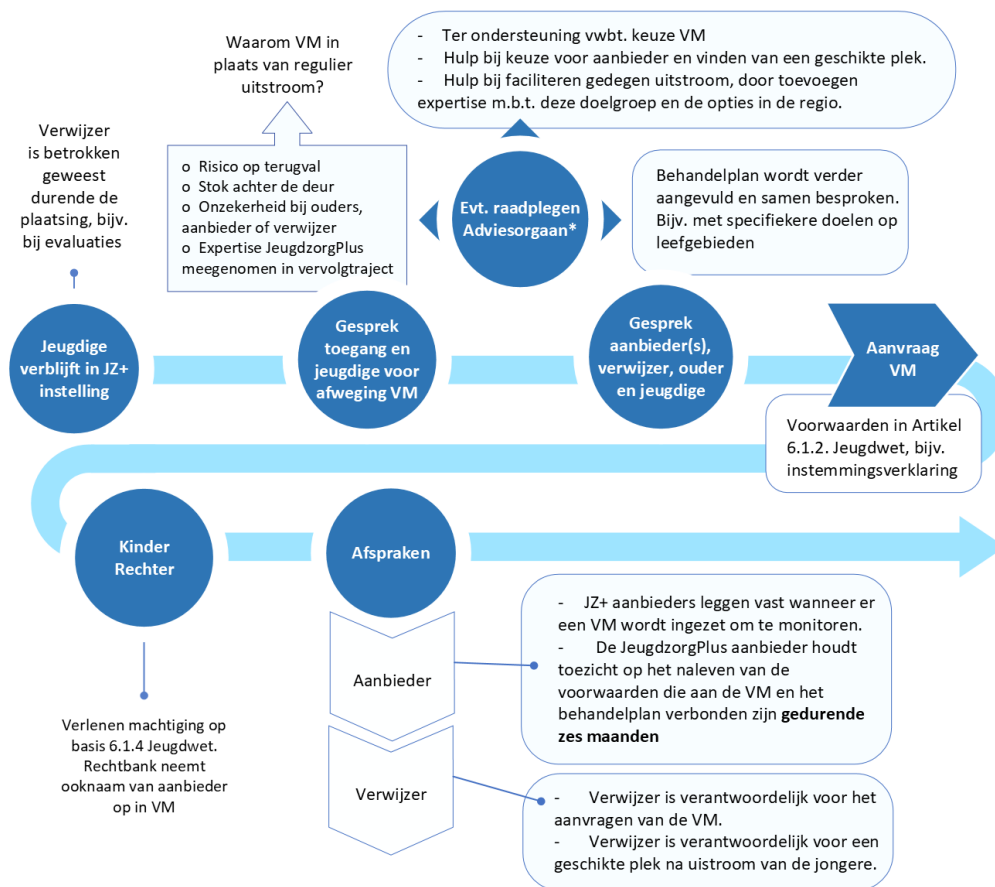 Waarom VM in
plaats van regulier
uitstroom?
- Ter ondersteuning vwbt. keuze VM
- Hulp bij keuze voor aanbieder en vinden van een geschikte plek.
- Hulp bij faciliteren gedegen uitstroom, door toevoegen
expertise m.b.t. deze doelgroep en de opties in de regio.
Verwijzer
is betrokken
geweest
durende de
plaatsing, bijv.
bij evaluaties
o Risico op terugval
o Stok achter de deur
o Onzekerheid bij ouders,
aanbieder of verwijzer
o Expertise JeugdzorgPlus
meegenomen in vervolgtraject
Evt. raadplegen
Adviesorgaan*
Behandelplan wordt verder
aangevuld en samen besproken.
Bijv. met specifiekere doelen op
leefgebieden
Jeugdige
verblijft in JZ+
instelling
Gesprek
toegang en
jeugdige voor
afweging VM
Gesprek
aanbieder(s),
verwijzer, ouder
en jeugdige
Aanvraag
VM
Voorwaarden in Artikel
6.1.2. Jeugdwet, bijv.
instemmingsverklaring
Kinder
Rechter
Afspraken
Verlenen machtiging op
basis 6.1.4 Jeugdwet.
Rechtbank neemt
ooknaam van aanbieder
op in VM
Aanbieder
- JZ+ aanbieders leggen vast wanneer er
een VM wordt ingezet om te monitoren.
- De JeugdzorgPlus aanbieder houdt
toezicht op het naleven van de
voorwaarden die aan de VM en het
behandelplan verbonden zijn gedurende
zes maanden
Verwijzer
- Verwijzer is verantwoordelijk voor het
aanvragen van de VM.
- Verwijzer is verantwoordelijk voor een
geschikte plek na uistroom van de jongere.